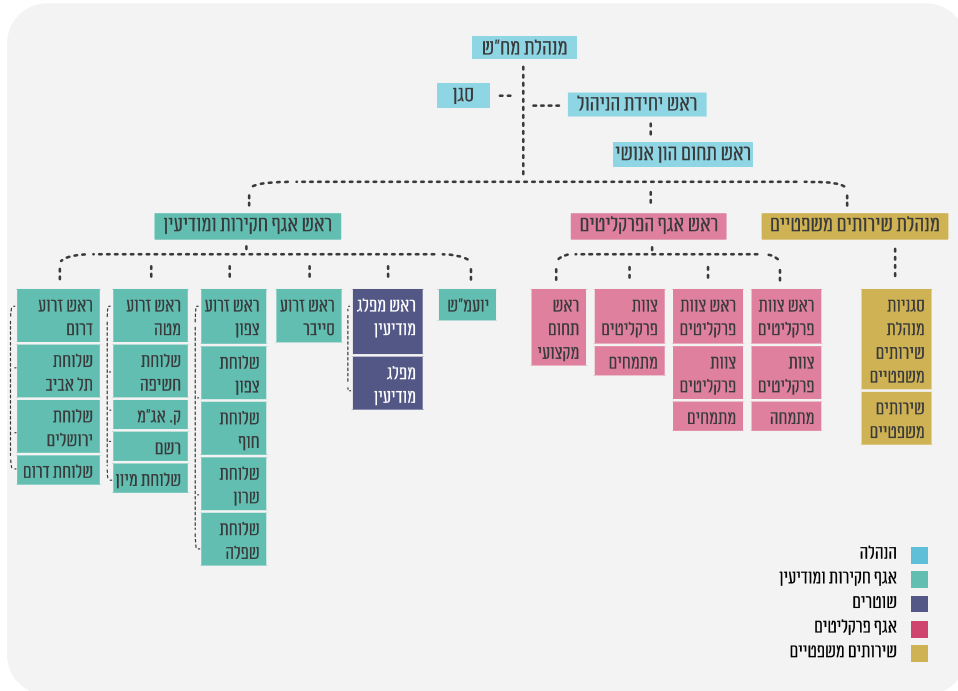 מנהלת מח"ש
סגן
ראש יחידת הניהול
ראש תחום הון אנושי
מנהלת שירותים משפטיים
ראש אגף הפרקליטים
ראש אגף חקירות ומודיעין
סגניות
מנהלת
שירותים
משפטיים
שירותים
משפטיים
ראש צוות
פרקליטים
צוות
פרקליטים
מתמחה
ראש צוות
פרקליטים
צוות
פרקליטים
מתמחים
צוות
פרקליטים
מתמחים
ראש
תחום
מקצועי
יועמ"ש
ראש מפלג
מודיעין
מפלג
מודיעין
ראש זרוע
סייבר
ראש זרוע
צפון
שלוחת
צפון
שלוחת
חוף
שלוחת
שרון
שלוחת
שפלה
ראש זרוע
מטה
שלוחת
חשיפה
ק. אג"מ
רשם
שלוחת מיון
ראש זרוע
דרום
שלוחת
תל אביב
שלוחת
ירושלים
שלוחת דרום
הנהלה
אגף חקירות ומודיעין
שוטרים
אגף פרקליטים
שירותים משפטיים